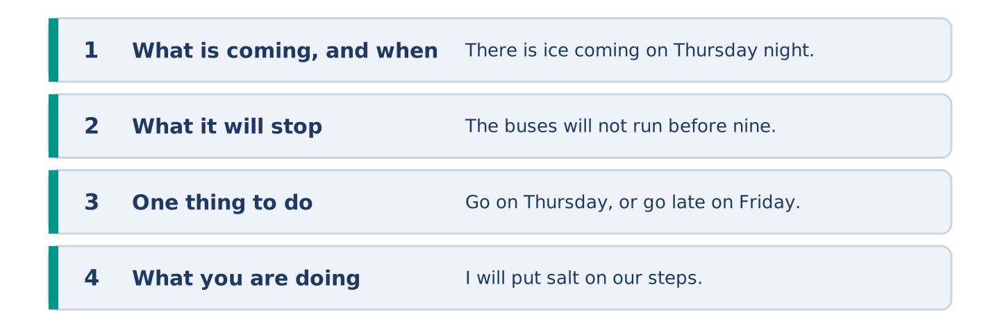 1 What is coming, and when There is ice coming on Thursday night.
2 What it will stop The buses will not run before nine.
3 One thing to do Go on Thursday, or go late on Friday.
4 What you are doing I will put salt on our steps.